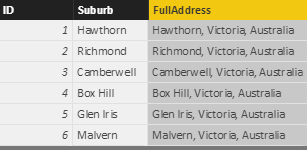 ID Suburb FullAddress
1 Hawthorn Hawthorn, Victoria, Australia
2 Richmond Richmond, Victoria, Australia
3 Camberwell Camberwell, Victoria, Australia
4 Box Hill Box Hill, Victoria, Australia
5 Glen Iris Glen Iris, Victoria, Australia
6 Malvern Malvern, Victoria, Australia